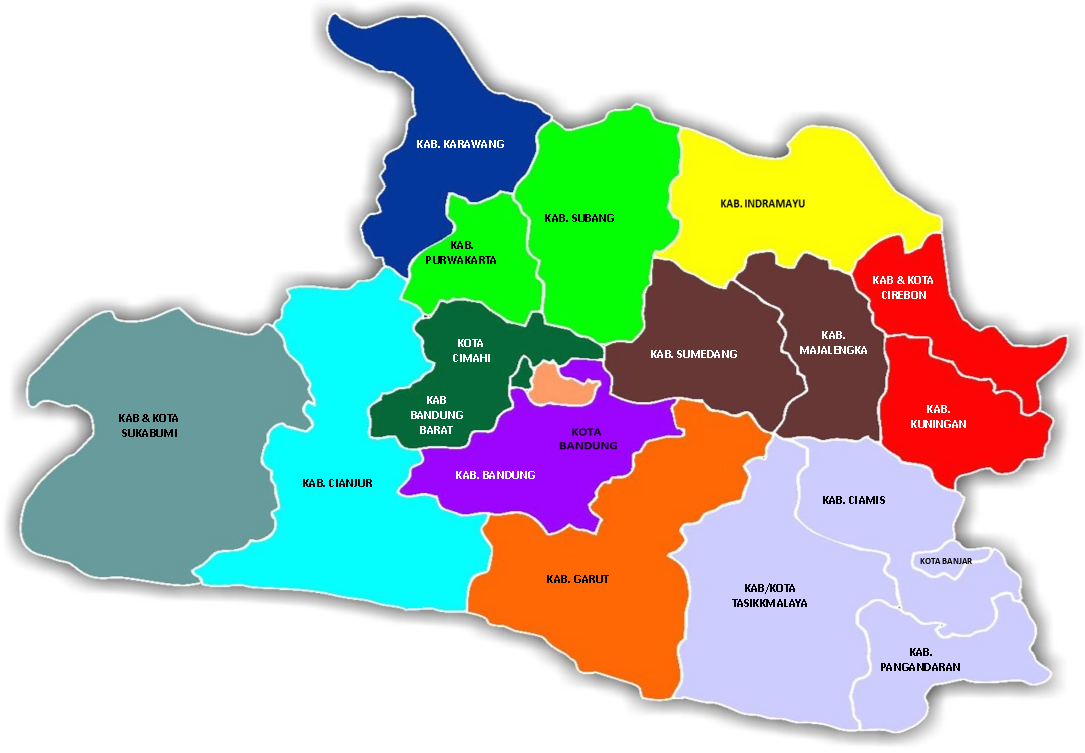 KAB. KARAWANG
KAB. SUBANG
KAB. INDRAMAYU
KAB.
PURWAKARTA
KAB & KOTA
CIREBON
KOTA
CIMAHI
KAB. SUMEDANG
KAB.
MAJALENGKA
KAB & KOTA
SUKABUMI
KAB
BANDUNG
BARAT
KAB.
KUNINGAN
KOTA
BANDUNG
KAB. BANDUNG
KAB. CIANJUR
KAB. CIAMIS
KOTA BANJAR
KAB. GARUT
KAB/KOTA
TASIKKMALAYA
KAB.
PANGANDARAN